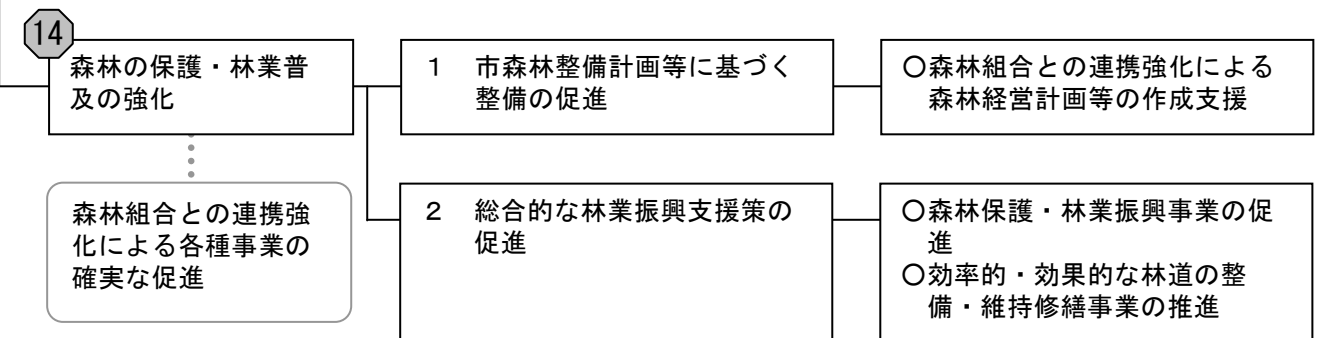 14
森林の保護・林業普
及の強化
森林組合との連携強
化による各種事業の
確実な促進
1 市森林整備計画等に基づく
整備の促進
○森林組合との連携強化による
森林経営計画等の作成支援
2 総合的な林業振興支援策の
促進
○森林保護・林業振興事業の促
進
○効率的・効果的な林道の整
備・維持修繕事業の推進